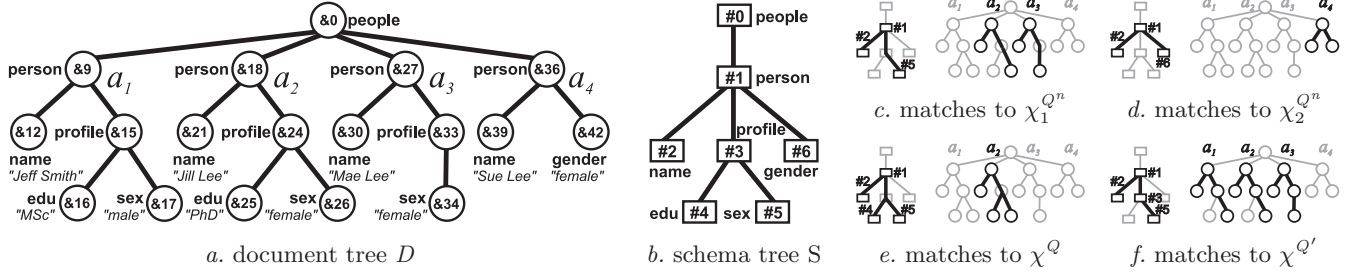 &0 people
person &9 a1 person &18 a2 person &27 a3 person &36 a4
&12 profile &15 &21 profile &24 &30 profile &33 &39 &42
name name name name gender
"Jeff Smith" "Jill Lee" "Mae Lee" "Sue Lee" "female"
edu &16 sex &17 edu &25 sex &26 sex &34
"MSc" "male" "PhD" "female" "female"
a. document tree D
#0 people
#1 person
profile
#2 #3 #6
name gender
edu #4 sex #5
b. schema tree S
a1 a2 a3 a4
#1
#2
#5
c. matches to χ₁^{Qⁿ}
a1 a2 a3 a4
#1
#2
#6
d. matches to χ₂^{Qⁿ}
a1 a2 a3 a4
#1
#2
#4 #5
e. matches to χ^Q
a1 a2 a3 a4
#1
#2
#3
#5
f. matches to χ^{Q′}